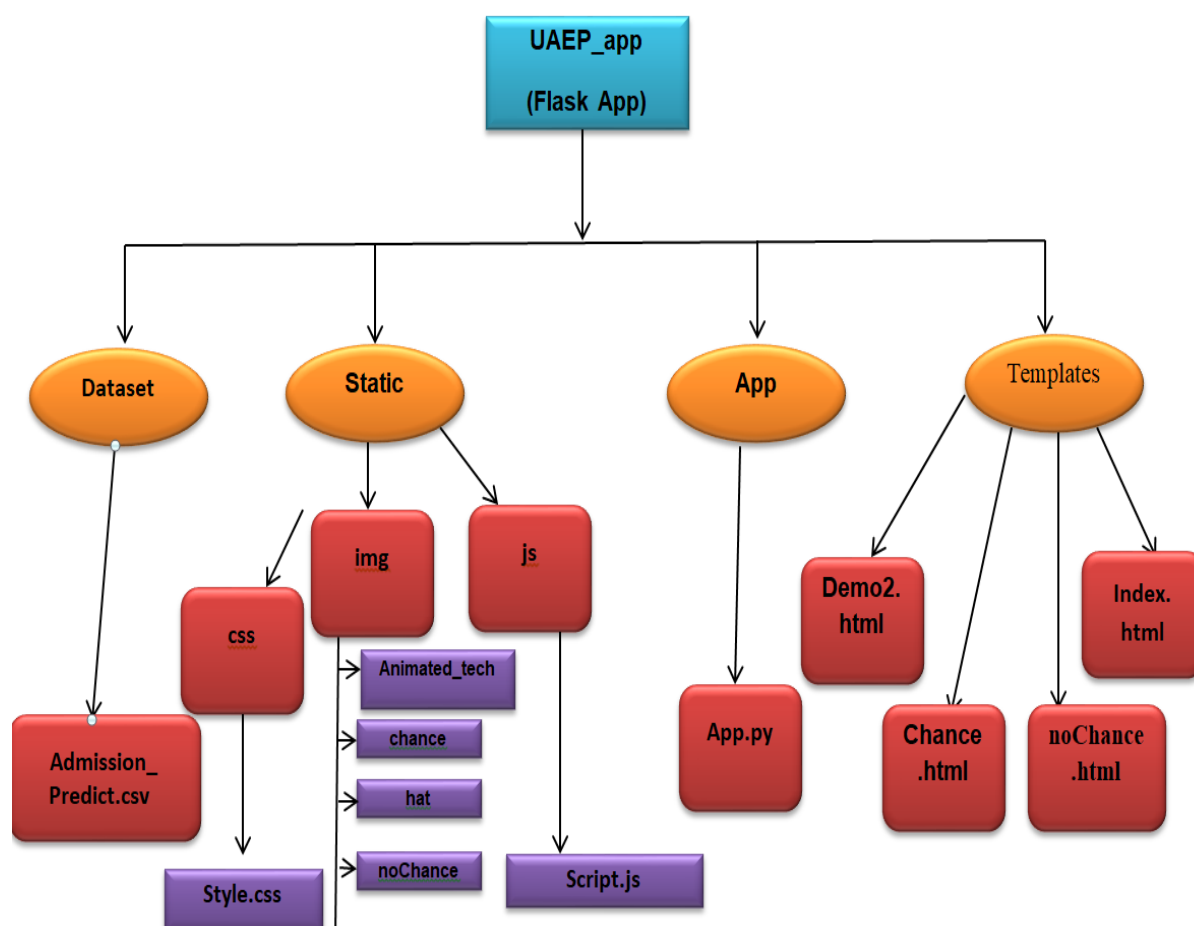 UAEP_app
(Flask App)
Dataset
Static
App
Templates
img
js
css
Demo2.
html
Index.
html
Animated_tech
chance
hat
noChance
Admission_
Predict.csv
App.py
Chance
.html
noChance
.html
Style.css
Script.js